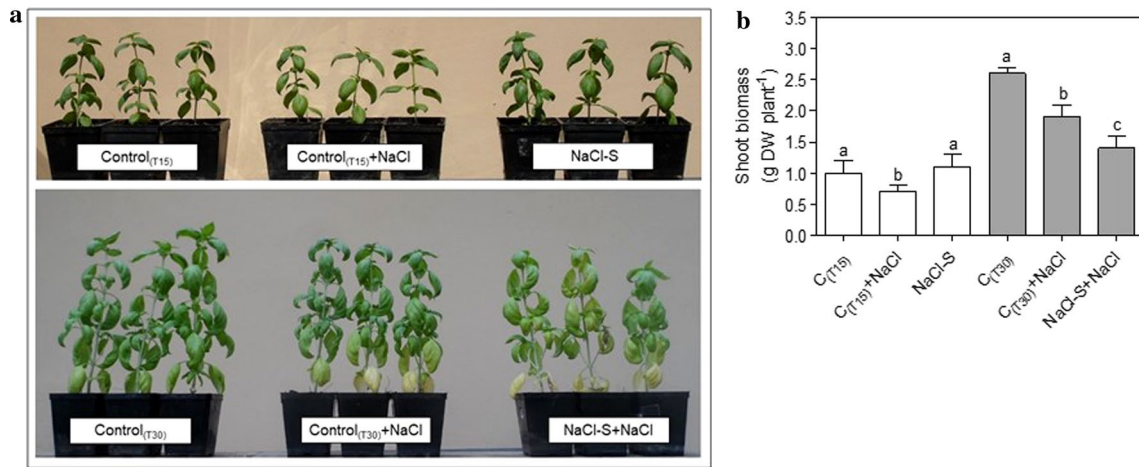 a
Control(T15)
Control(T15)+NaCl
NaCl-S
Control(T30)
Control(T30)+NaCl
NaCl-S+NaCl
b
Shoot biomass
(g DW plant-1)
3.5
3.0
2.5
2.0
1.5
1.0
0.5
0.0
a
b
a
a
b
c
C(T15)
C(T15)+NaCl
NaCl-S
C(T30)
C(T30)+NaCl
NaCl-S+NaCl